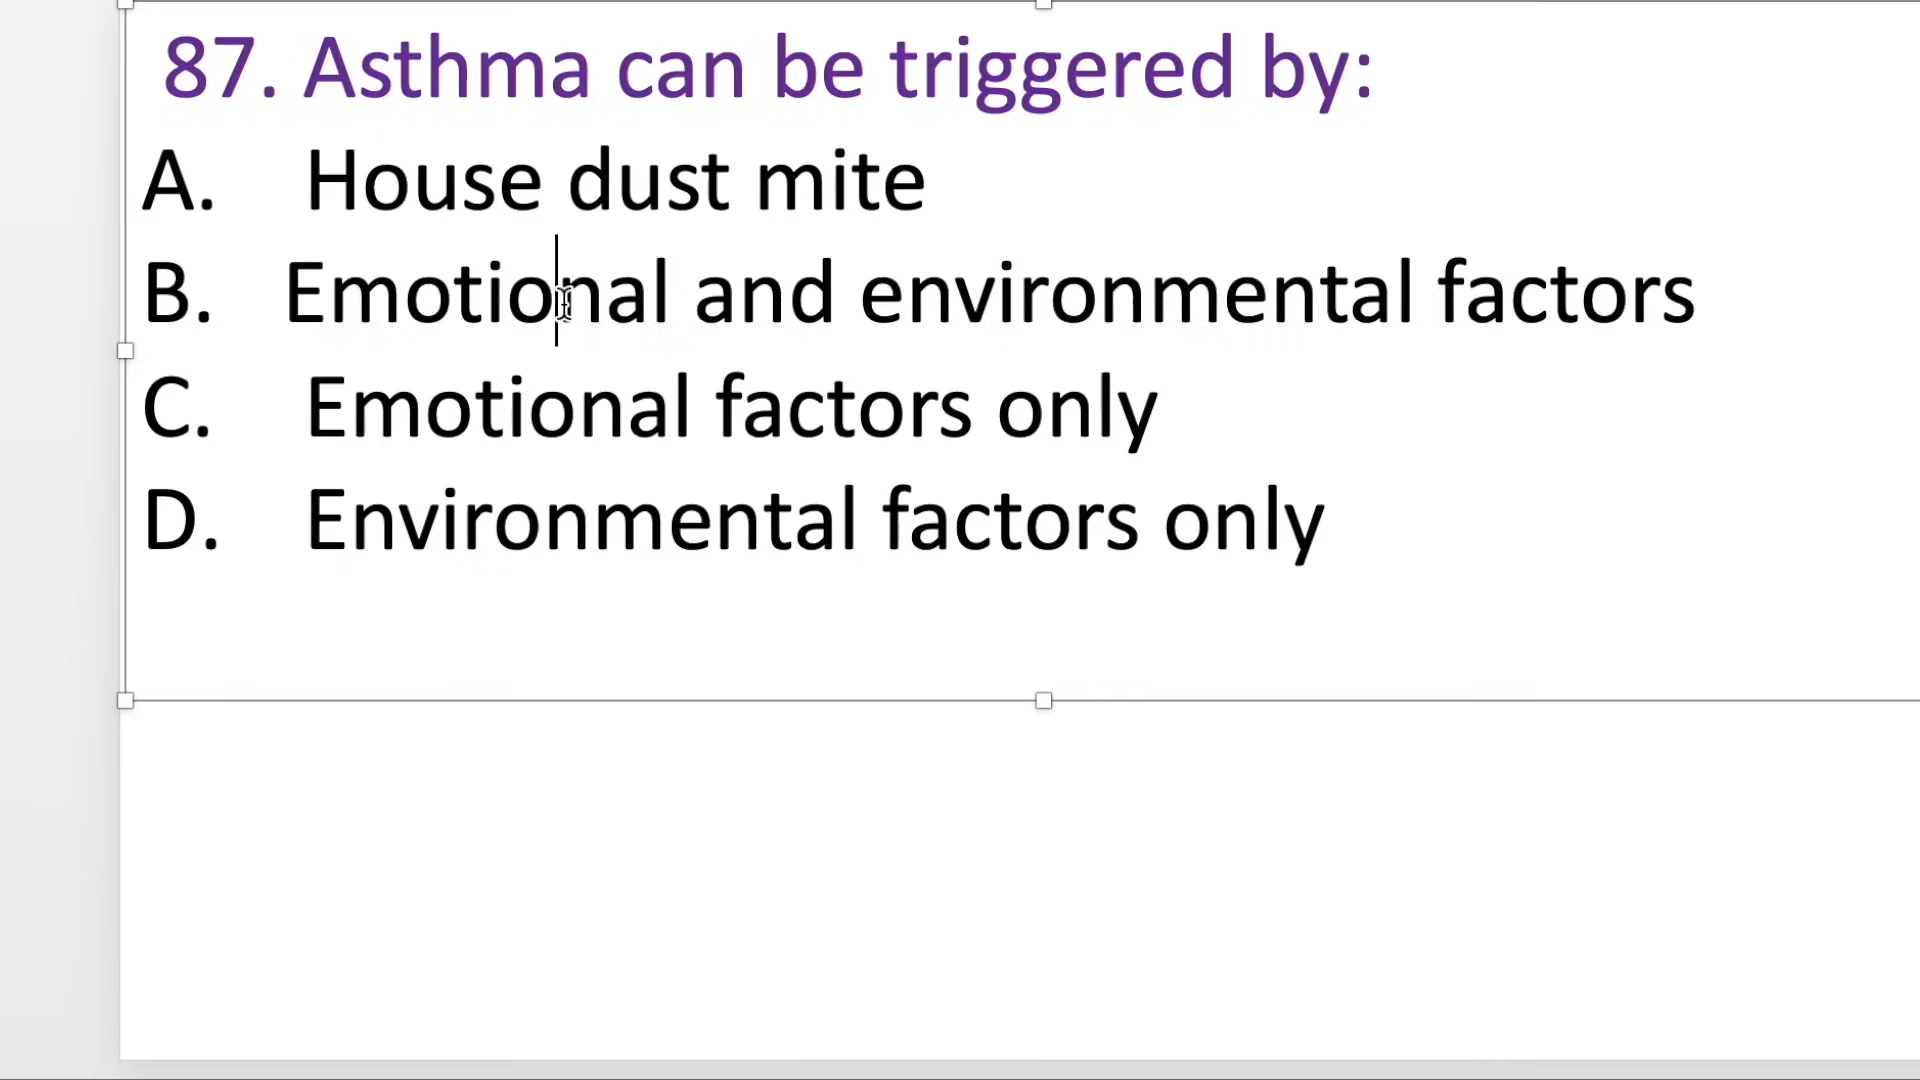 87. Asthma can be triggered by:
A. House dust mite
B. Emotional and environmental factors
C. Emotional factors only
D. Environmental factors only